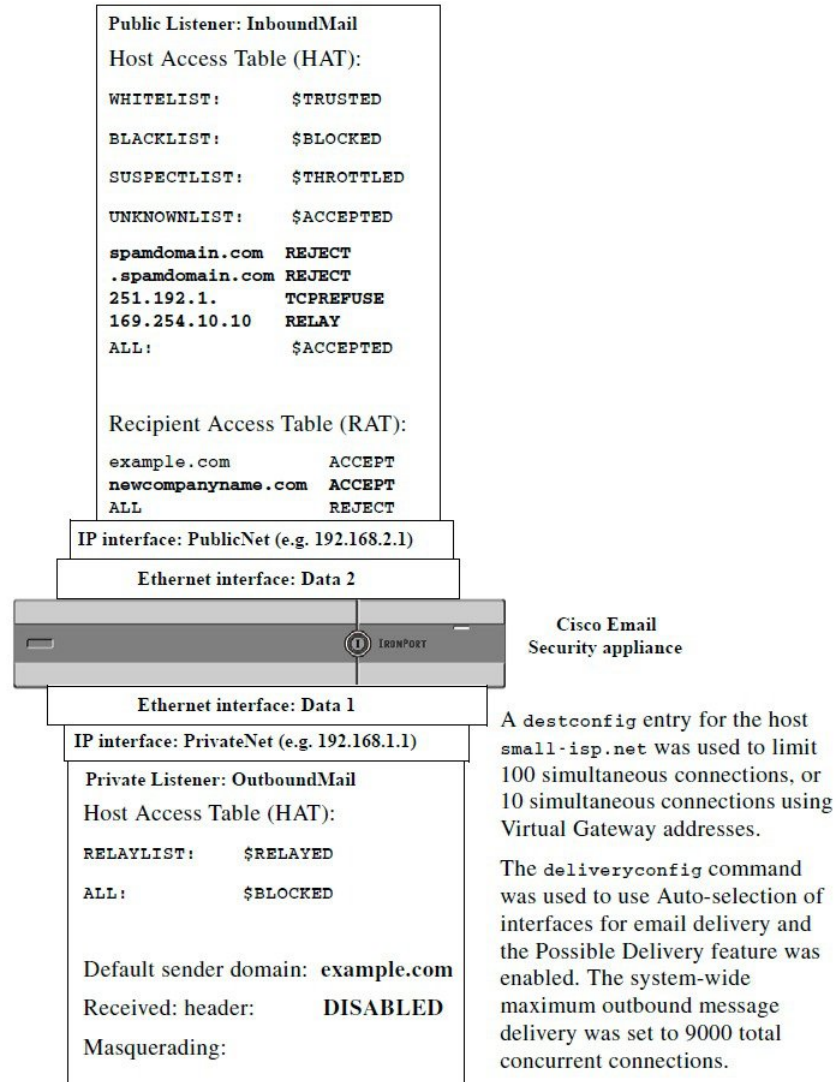 Public Listener: InboundMail
Host Access Table (HAT):
WHITELIST: $TRUSTED
BLACKLIST: $BLOCKED
SUSPECTLIST: $THROTTLED
UNKNOWNLIST: $ACCEPTED
spamdomain.com REJECT
.spamdomain.com REJECT
251.192.1. TCPREFUSE
169.254.10.10 RELAY
ALL: $ACCEPTED
Recipient Access Table (RAT):
example.com ACCEPT
newcompanyname.com ACCEPT
ALL REJECT
IP interface: PublicNet (e.g. 192.168.2.1)
Ethernet interface: Data 2
IRONPORT
Cisco Email
Security appliance
Ethernet interface: Data 1
IP interface: PrivateNet (e.g. 192.168.1.1)
Private Listener: OutboundMail
Host Access Table (HAT):
RELAYLIST: $RELAYED
ALL: $BLOCKED
Default sender domain: example.com
Received: header: DISABLED
Masquerading:
A destconfig entry for the host
small-isp.net was used to limit
100 simultaneous connections, or
10 simultaneous connections using
Virtual Gateway addresses.
The deliveryconfig command
was used to use Auto-selection of
interfaces for email delivery and
the Possible Delivery feature was
enabled. The system-wide
maximum outbound message
delivery was set to 9000 total
concurrent connections.